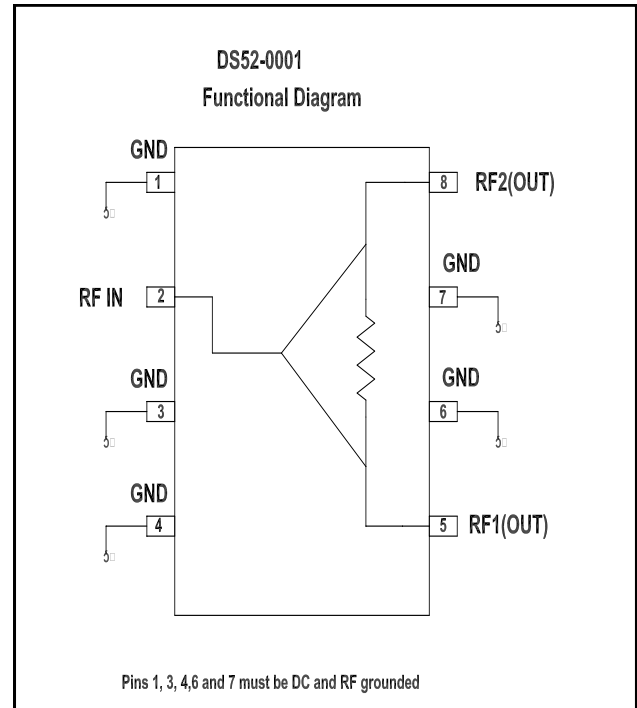 DS52-0001
Functional Diagram
GND
1
8
RF2(OUT)
RF IN
2
GND
7
GND
3
GND
6
GND
4
5
RF1(OUT)
Pins 1, 3, 4,6 and 7 must be DC and RF grounded